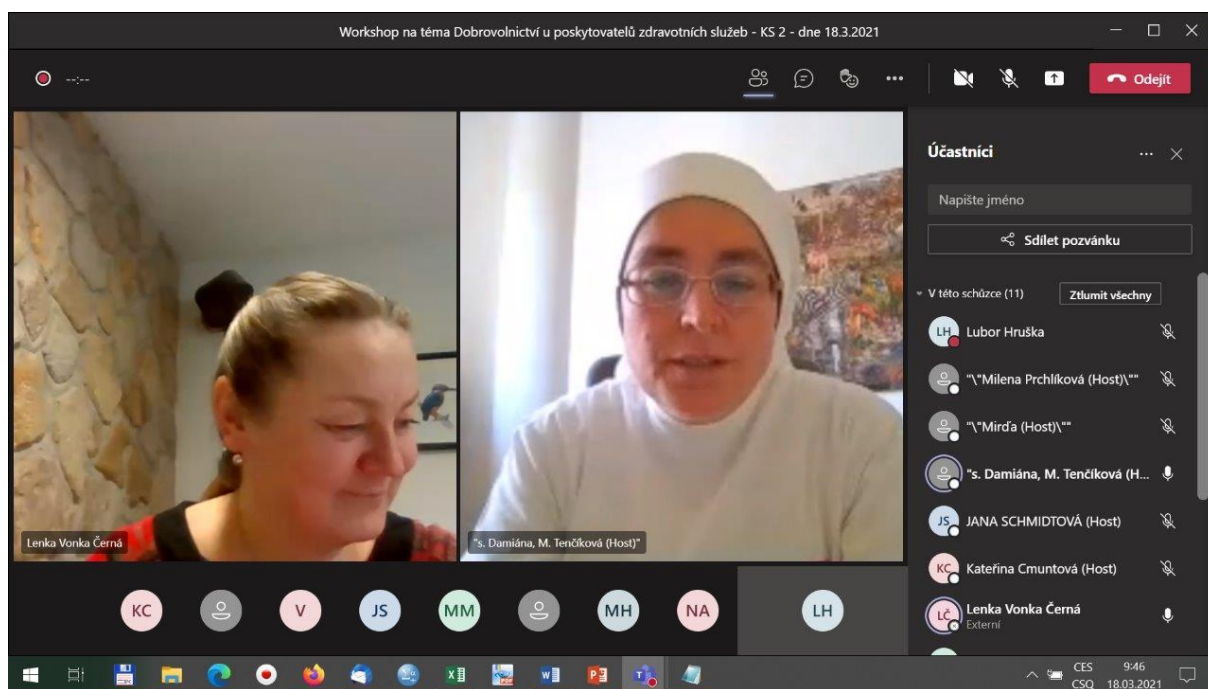 Workshop na téma Dobrovolnictví u poskytovatelů zdravotních služeb - KS 2 - dne 18.3.2021
--:--
Odejít
Účastníci
Napište jméno
Sdílet pozvánku
V této schůzce (11)
Ztlumit všechny
LH Lubor Hruška
"\"Milena Prchlíková (Host)\""
"\"Mirďa (Host)\""
"s. Damiána, M. Tenčíková (H...
JS JANA SCHMIDTOVÁ (Host)
KC Kateřina Cmuntová (Host)
LČ Lenka Vonka Černá
Externí
Lenka Vonka Černá
"s. Damiána, M. Tenčíková (Host)"
KC V JS MM MH NA LH
CES 9:46
CSQ 18.03.2021